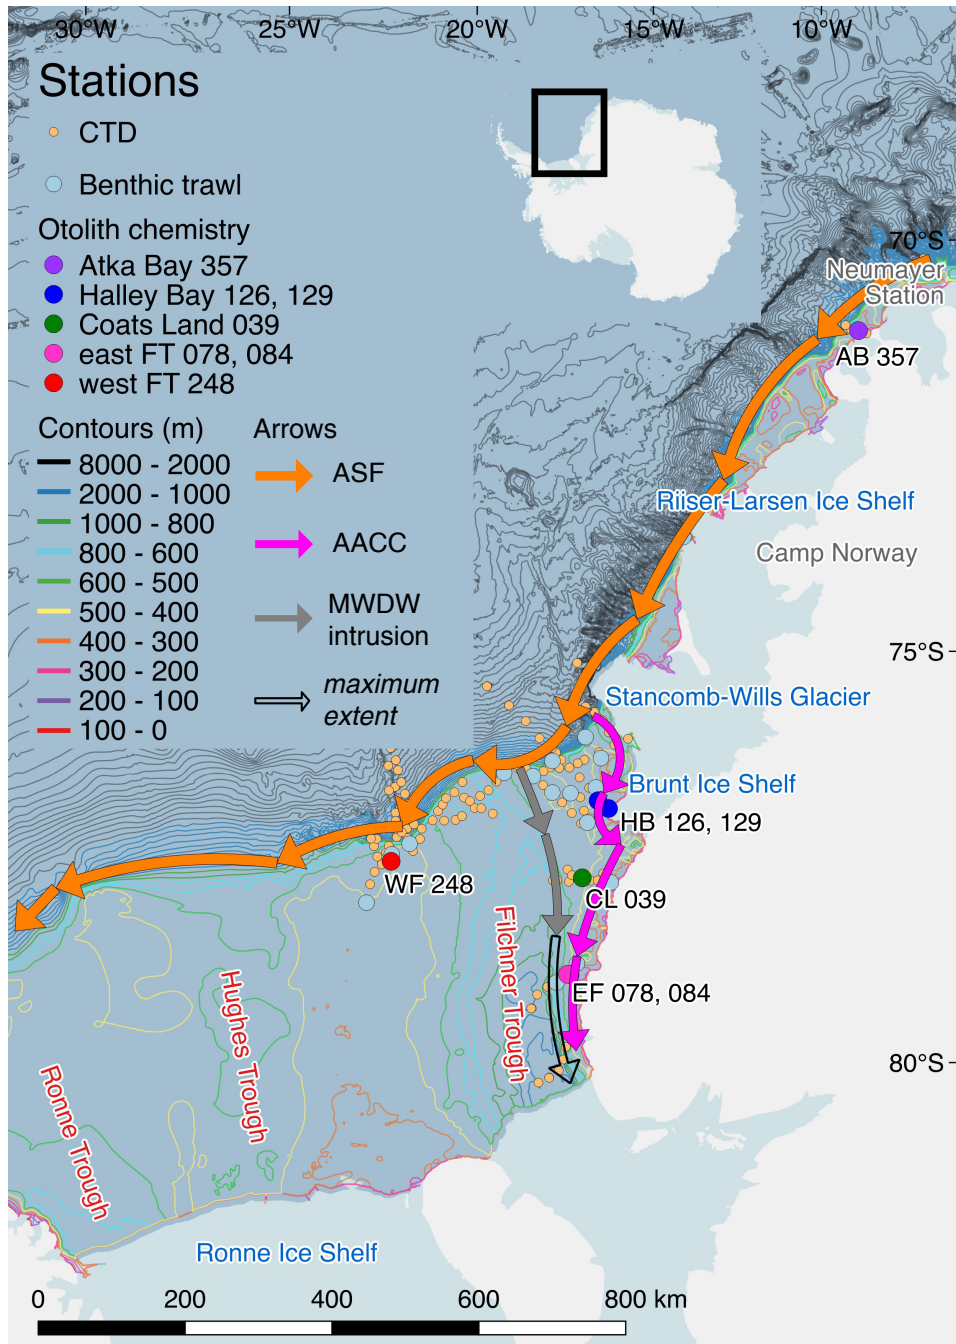 30°W 25°W 20°W 15°W 10°W
Stations
CTD
Benthic trawl
Otolith chemistry
Atka Bay 357
Halley Bay 126, 129
Coats Land 039
east FT 078, 084
west FT 248
Contours (m)
8000 - 2000
2000 - 1000
1000 - 800
800 - 600
600 - 500
500 - 400
400 - 300
300 - 200
200 - 100
100 - 0
Arrows
ASF
AACC
MWDW
intrusion
maximum
extent
70°S
Neumayer
Station
AB 357
Riiser-Larsen Ice Shelf
Camp Norway
75°S
Stancomb-Wills Glacier
Brunt Ice Shelf
HB 126, 129
WF 248
CL 039
EF 078, 084
Filchner Trough
Hughes Trough
Ronne Trough
80°S
Ronne Ice Shelf
0 200 400 600 800 km